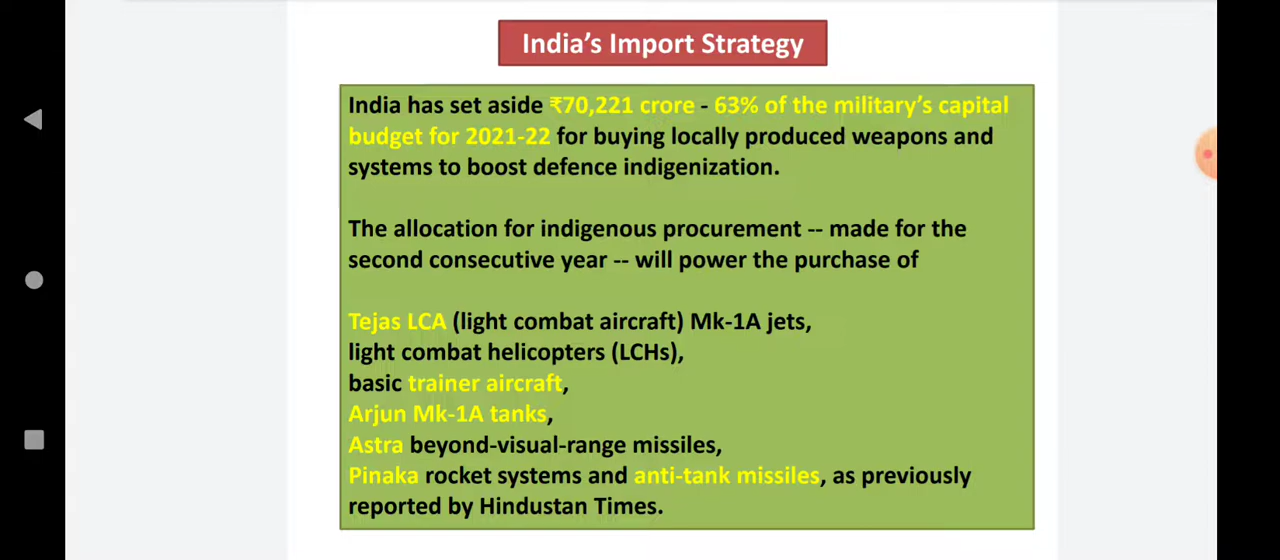 India’s Import Strategy
India has set aside ₹70,221 crore - 63% of the military’s capital
budget for 2021-22 for buying locally produced weapons and
systems to boost defence indigenization.
The allocation for indigenous procurement -- made for the
second consecutive year -- will power the purchase of
Tejas LCA (light combat aircraft) Mk-1A jets,
light combat helicopters (LCHs),
basic trainer aircraft,
Arjun Mk-1A tanks,
Astra beyond-visual-range missiles,
Pinaka rocket systems and anti-tank missiles, as previously
reported by Hindustan Times.